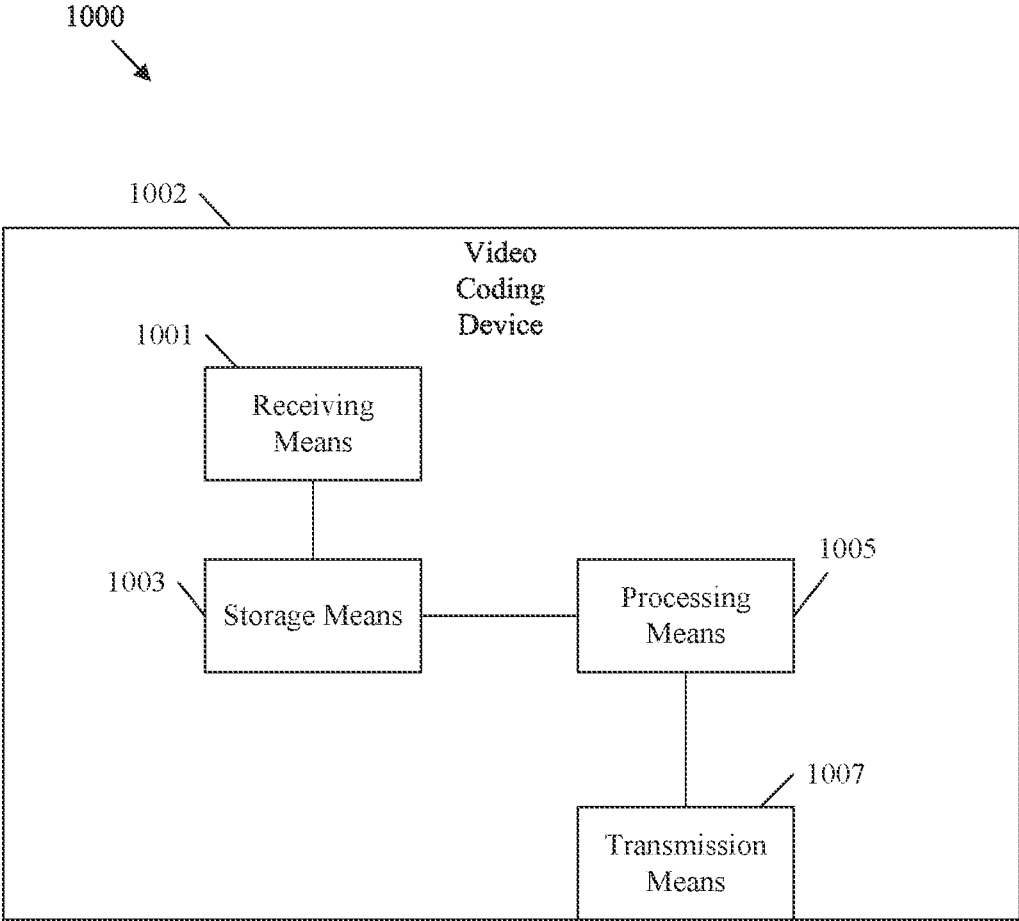 1000
1002
Video
Coding
Device
1001
Receiving
Means
1003
Storage Means
1005
Processing
Means
1007
Transmission
Means